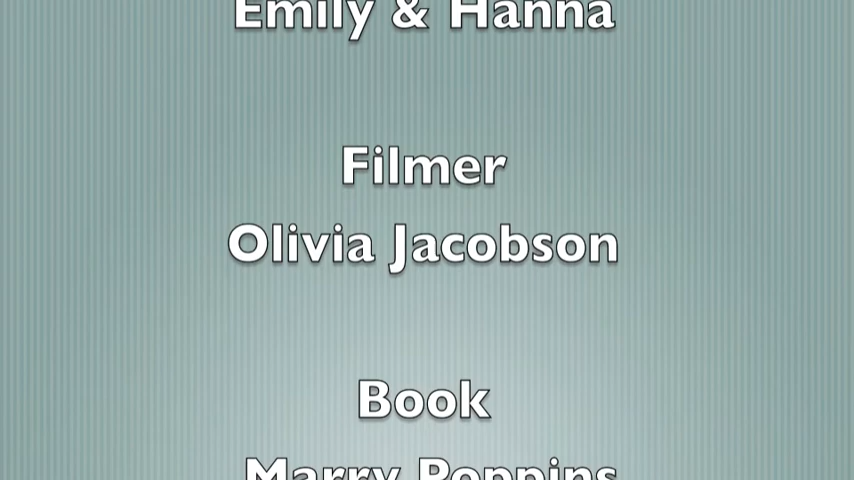 Emily & Hanna
Filmer
Olivia Jacobson
Book
Marry Poppins